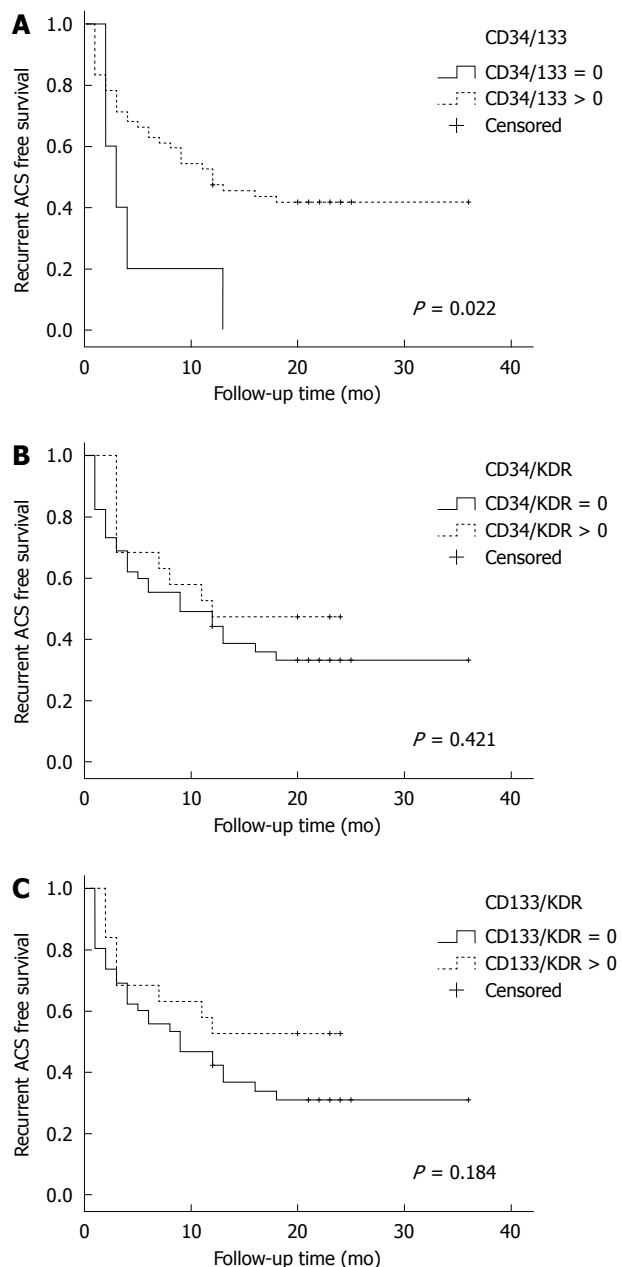 A
CD34/133
CD34/133 = 0
CD34/133 > 0
Censored
Recurrent ACS free survival
1.0
0.8
0.6
0.4
0.2
0.0
P = 0.022
0 10 20 30 40
Follow-up time (mo)
B
CD34/KDR
CD34/KDR = 0
CD34/KDR > 0
Censored
Recurrent ACS free survival
1.0
0.8
0.6
0.4
0.2
0.0
P = 0.421
0 10 20 30 40
Follow-up time (mo)
C
CD133/KDR
CD133/KDR = 0
CD133/KDR > 0
Censored
Recurrent ACS free survival
1.0
0.8
0.6
0.4
0.2
0.0
P = 0.184
0 10 20 30 40
Follow-up time (mo)